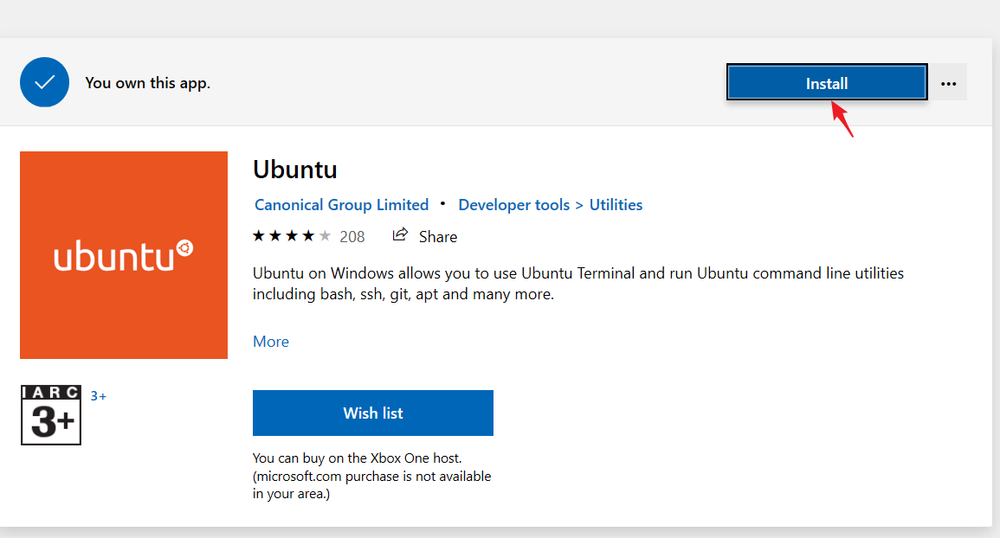 You own this app.
Install
ubuntu
Ubuntu
Canonical Group Limited • Developer tools > Utilities
208 Share
Ubuntu on Windows allows you to use Ubuntu Terminal and run Ubuntu command line utilities
including bash, ssh, git, apt and many more.
More
IARC
3+
3+
Wish list
You can buy on the Xbox One host.
(microsoft.com purchase is not available
in your area.)